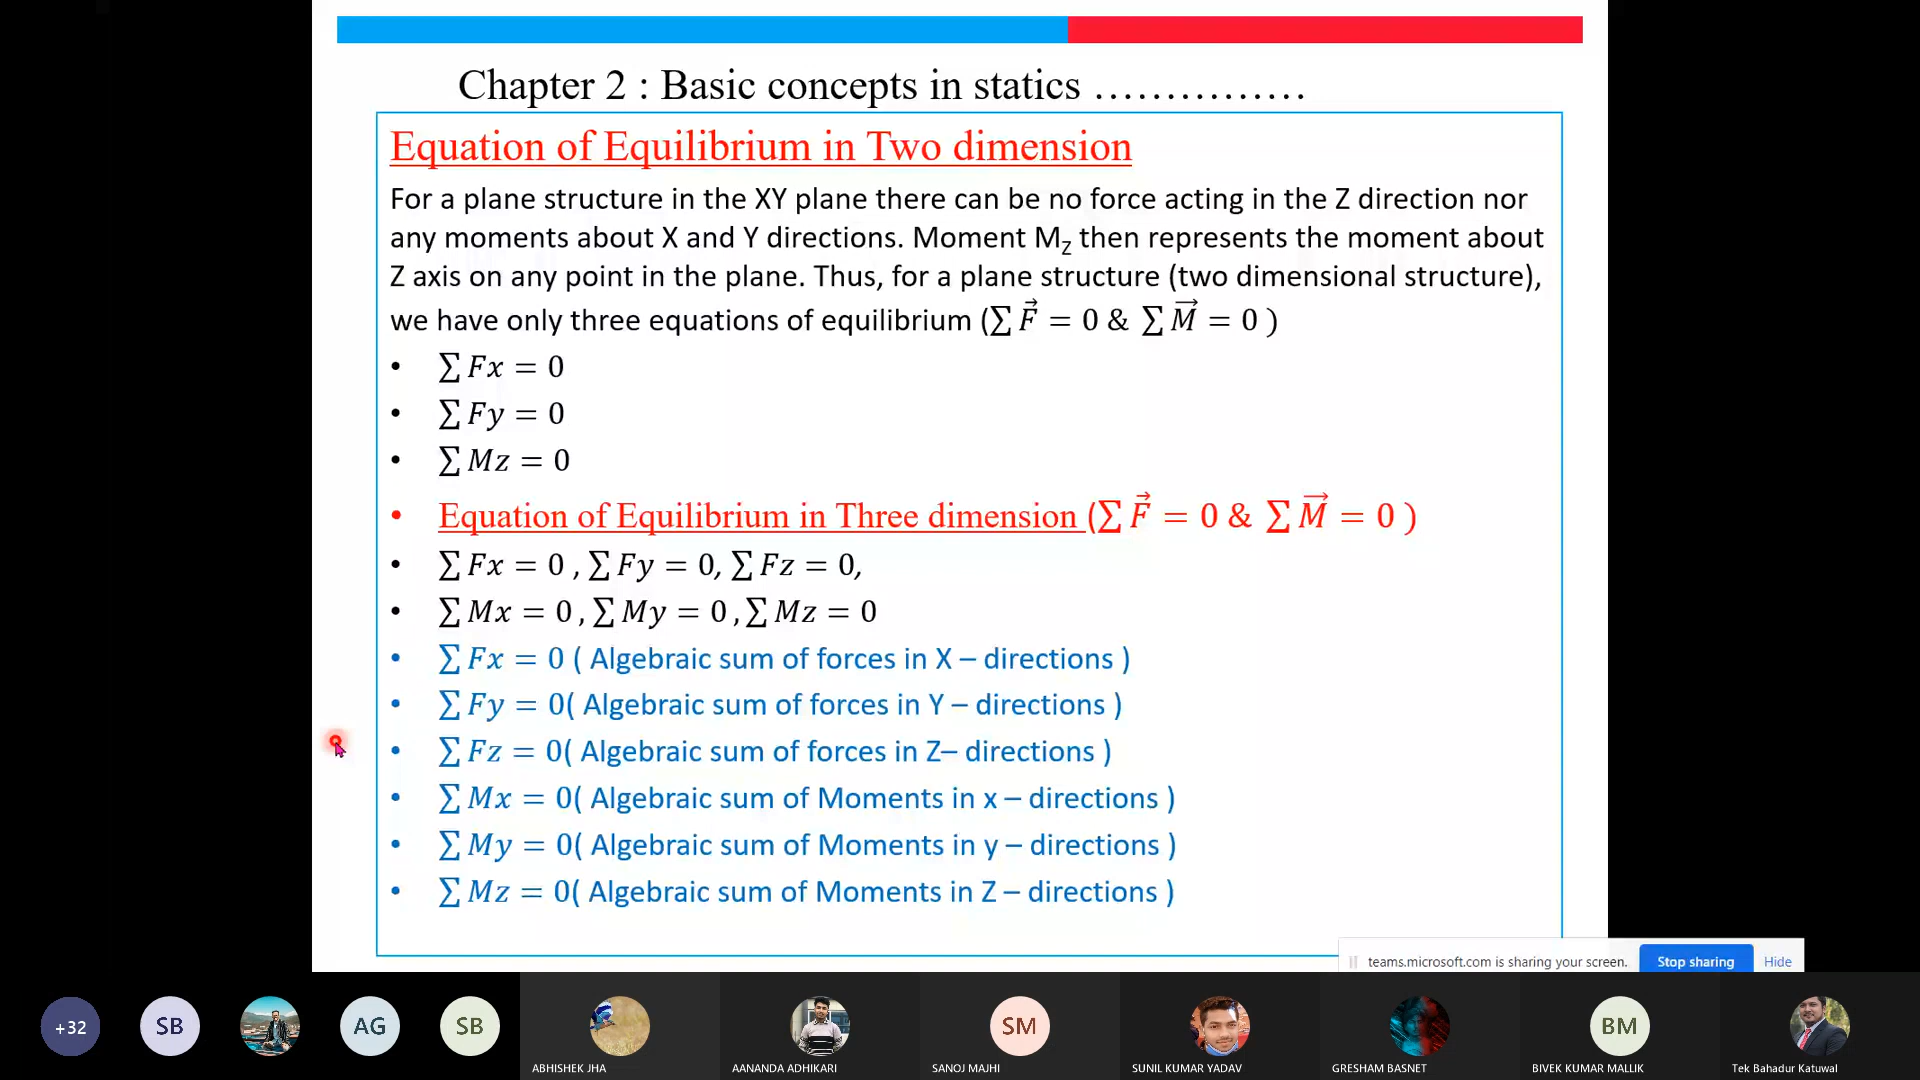 Chapter 2 : Basic concepts in statics ……………
Equation of Equilibrium in Two dimension
For a plane structure in the XY plane there can be no force acting in the Z direction nor
any moments about X and Y directions. Moment M_Z then represents the moment about
Z axis on any point in the plane. Thus, for a plane structure (two dimensional structure),
we have only three equations of equilibrium (∑ F⃗ = 0 & ∑ M⃗ = 0 )
• ∑ Fx = 0
• ∑ Fy = 0
• ∑ Mz = 0
• Equation of Equilibrium in Three dimension (∑ F⃗ = 0 & ∑ M⃗ = 0 )
• ∑ Fx = 0 , ∑ Fy = 0, ∑ Fz = 0,
• ∑ Mx = 0 , ∑ My = 0 , ∑ Mz = 0
• ∑ Fx = 0 ( Algebraic sum of forces in X – directions )
• ∑ Fy = 0( Algebraic sum of forces in Y – directions )
• ∑ Fz = 0( Algebraic sum of forces in Z– directions )
• ∑ Mx = 0( Algebraic sum of Moments in x – directions )
• ∑ My = 0( Algebraic sum of Moments in y – directions )
• ∑ Mz = 0( Algebraic sum of Moments in Z – directions )
teams.microsoft.com is sharing your screen. Stop sharing Hide
+32 SB AG SB SM BM
ABHISHEK JHA AANANDA ADHIKARI SANOJ MAJHI SUNIL KUMAR YADAV GRESHAM BASNET BIVEK KUMAR MALLIK Tek Bahadur Katuwal